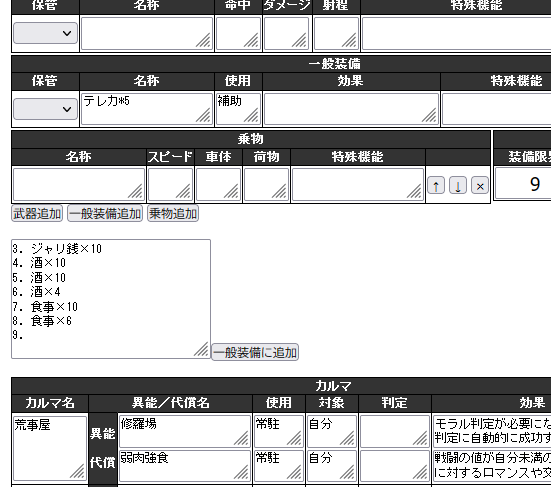 保管 名称 命中 ダメージ 射程 特殊機能
一般装備
保管 名称 使用 効果 特殊機能
テレカ*5 補助
乗物
名称 スピード 車体 荷物 特殊機能 装備限界
↑ ↓ × 9
武器追加 一般装備追加 乗物追加
3. ジャリ銭×10
4. 酒×10
5. 酒×10
6. 酒×4
7. 食事×10
8. 食事×6
9.
一般装備に追加
カルマ
カルマ名 異能／代償名 使用 対象 判定 効果
荒事屋 異能 修羅場 常駐 自分 モラル判定が必要にな
判定に自動的に成功す
代償 弱肉強食 常駐 自分 戦闘の値が自分未満の
に対するロマンスや交